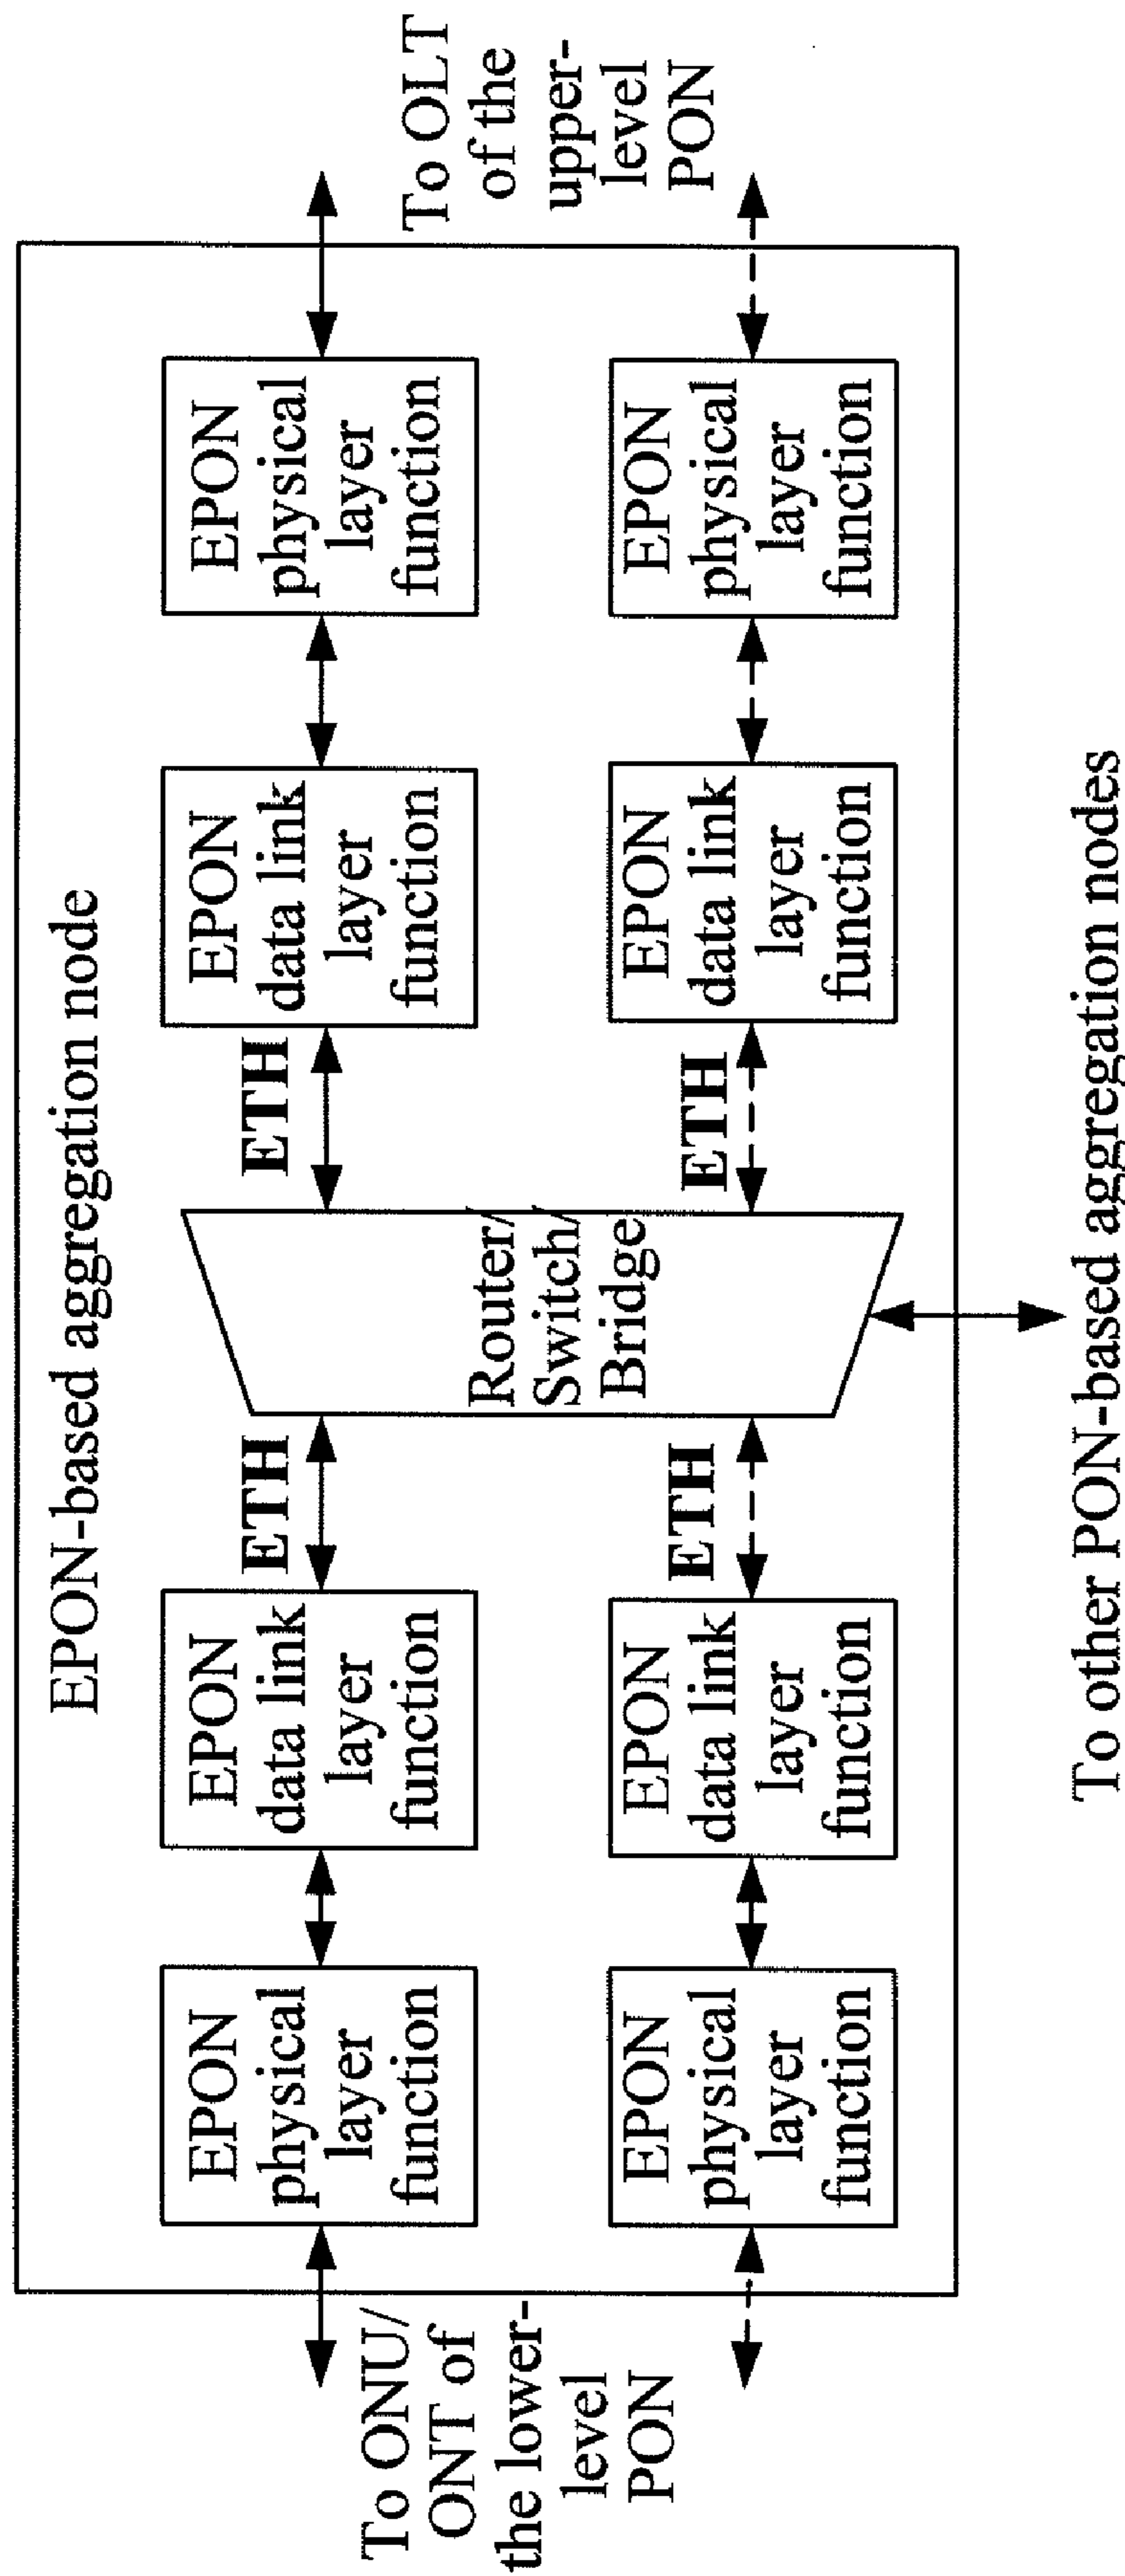 EPON-based aggregation node
To ONU/
ONT of
the lower-
level
PON
EPON
physical
layer
function
EPON
data link
layer
function
ETH
Router/
Switch/
Bridge
ETH
EPON
data link
layer
function
EPON
physical
layer
function
To OLT
of the
upper-
level
PON
EPON
physical
layer
function
EPON
data link
layer
function
ETH
ETH
EPON
data link
layer
function
EPON
physical
layer
function
To other PON-based aggregation nodes